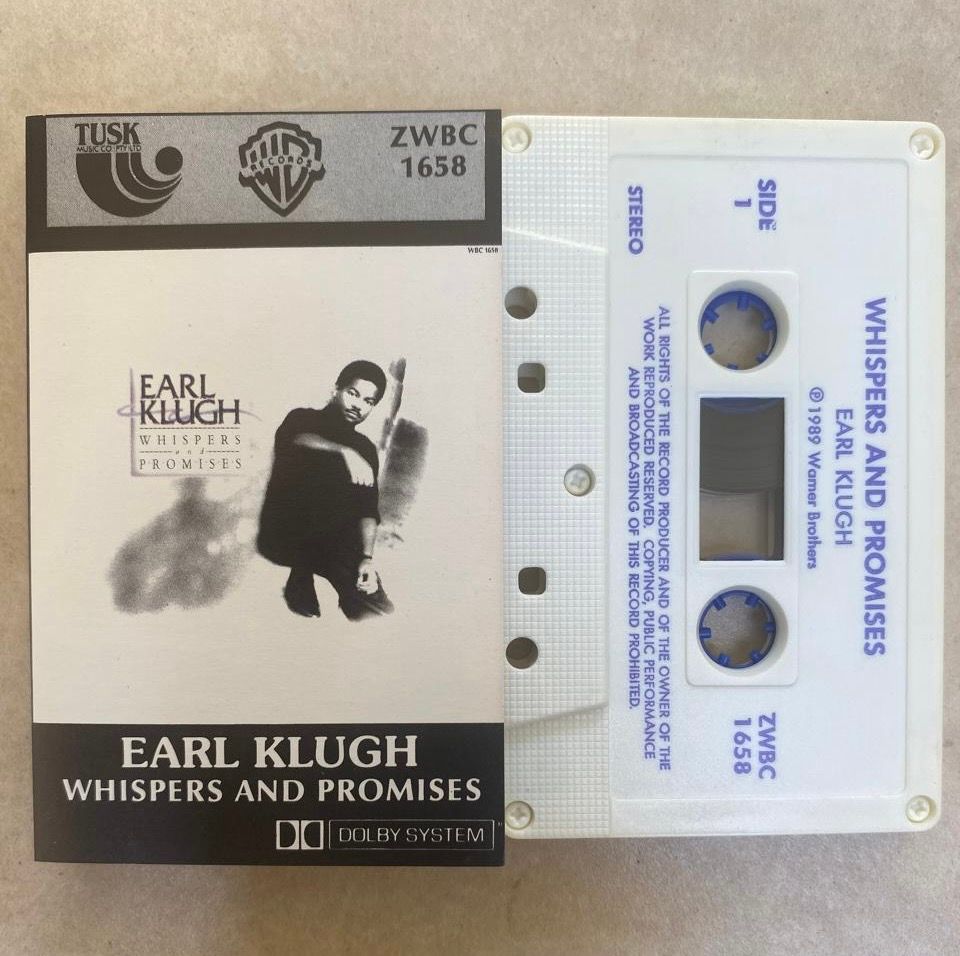 TUSK
MUSIC CO PTY LTD
RECORDS
ZWBC
1658
WBC 1658
EARL
KLUGH
WHISPERS
and
PROMISES
EARL KLUGH
WHISPERS AND PROMISES
DOLBY SYSTEM
SIDE
1
STEREO
WHISPERS AND PROMISES
EARL KLUGH
℗ 1989 Warner Brothers
ALL RIGHTS OF THE RECORD PRODUCER AND OF THE OWNER OF THE
WORK REPRODUCED RESERVED. COPYING, PUBLIC PERFORMANCE
AND BROADCASTING OF THIS RECORD PROHIBITED.
ZWBC
1658